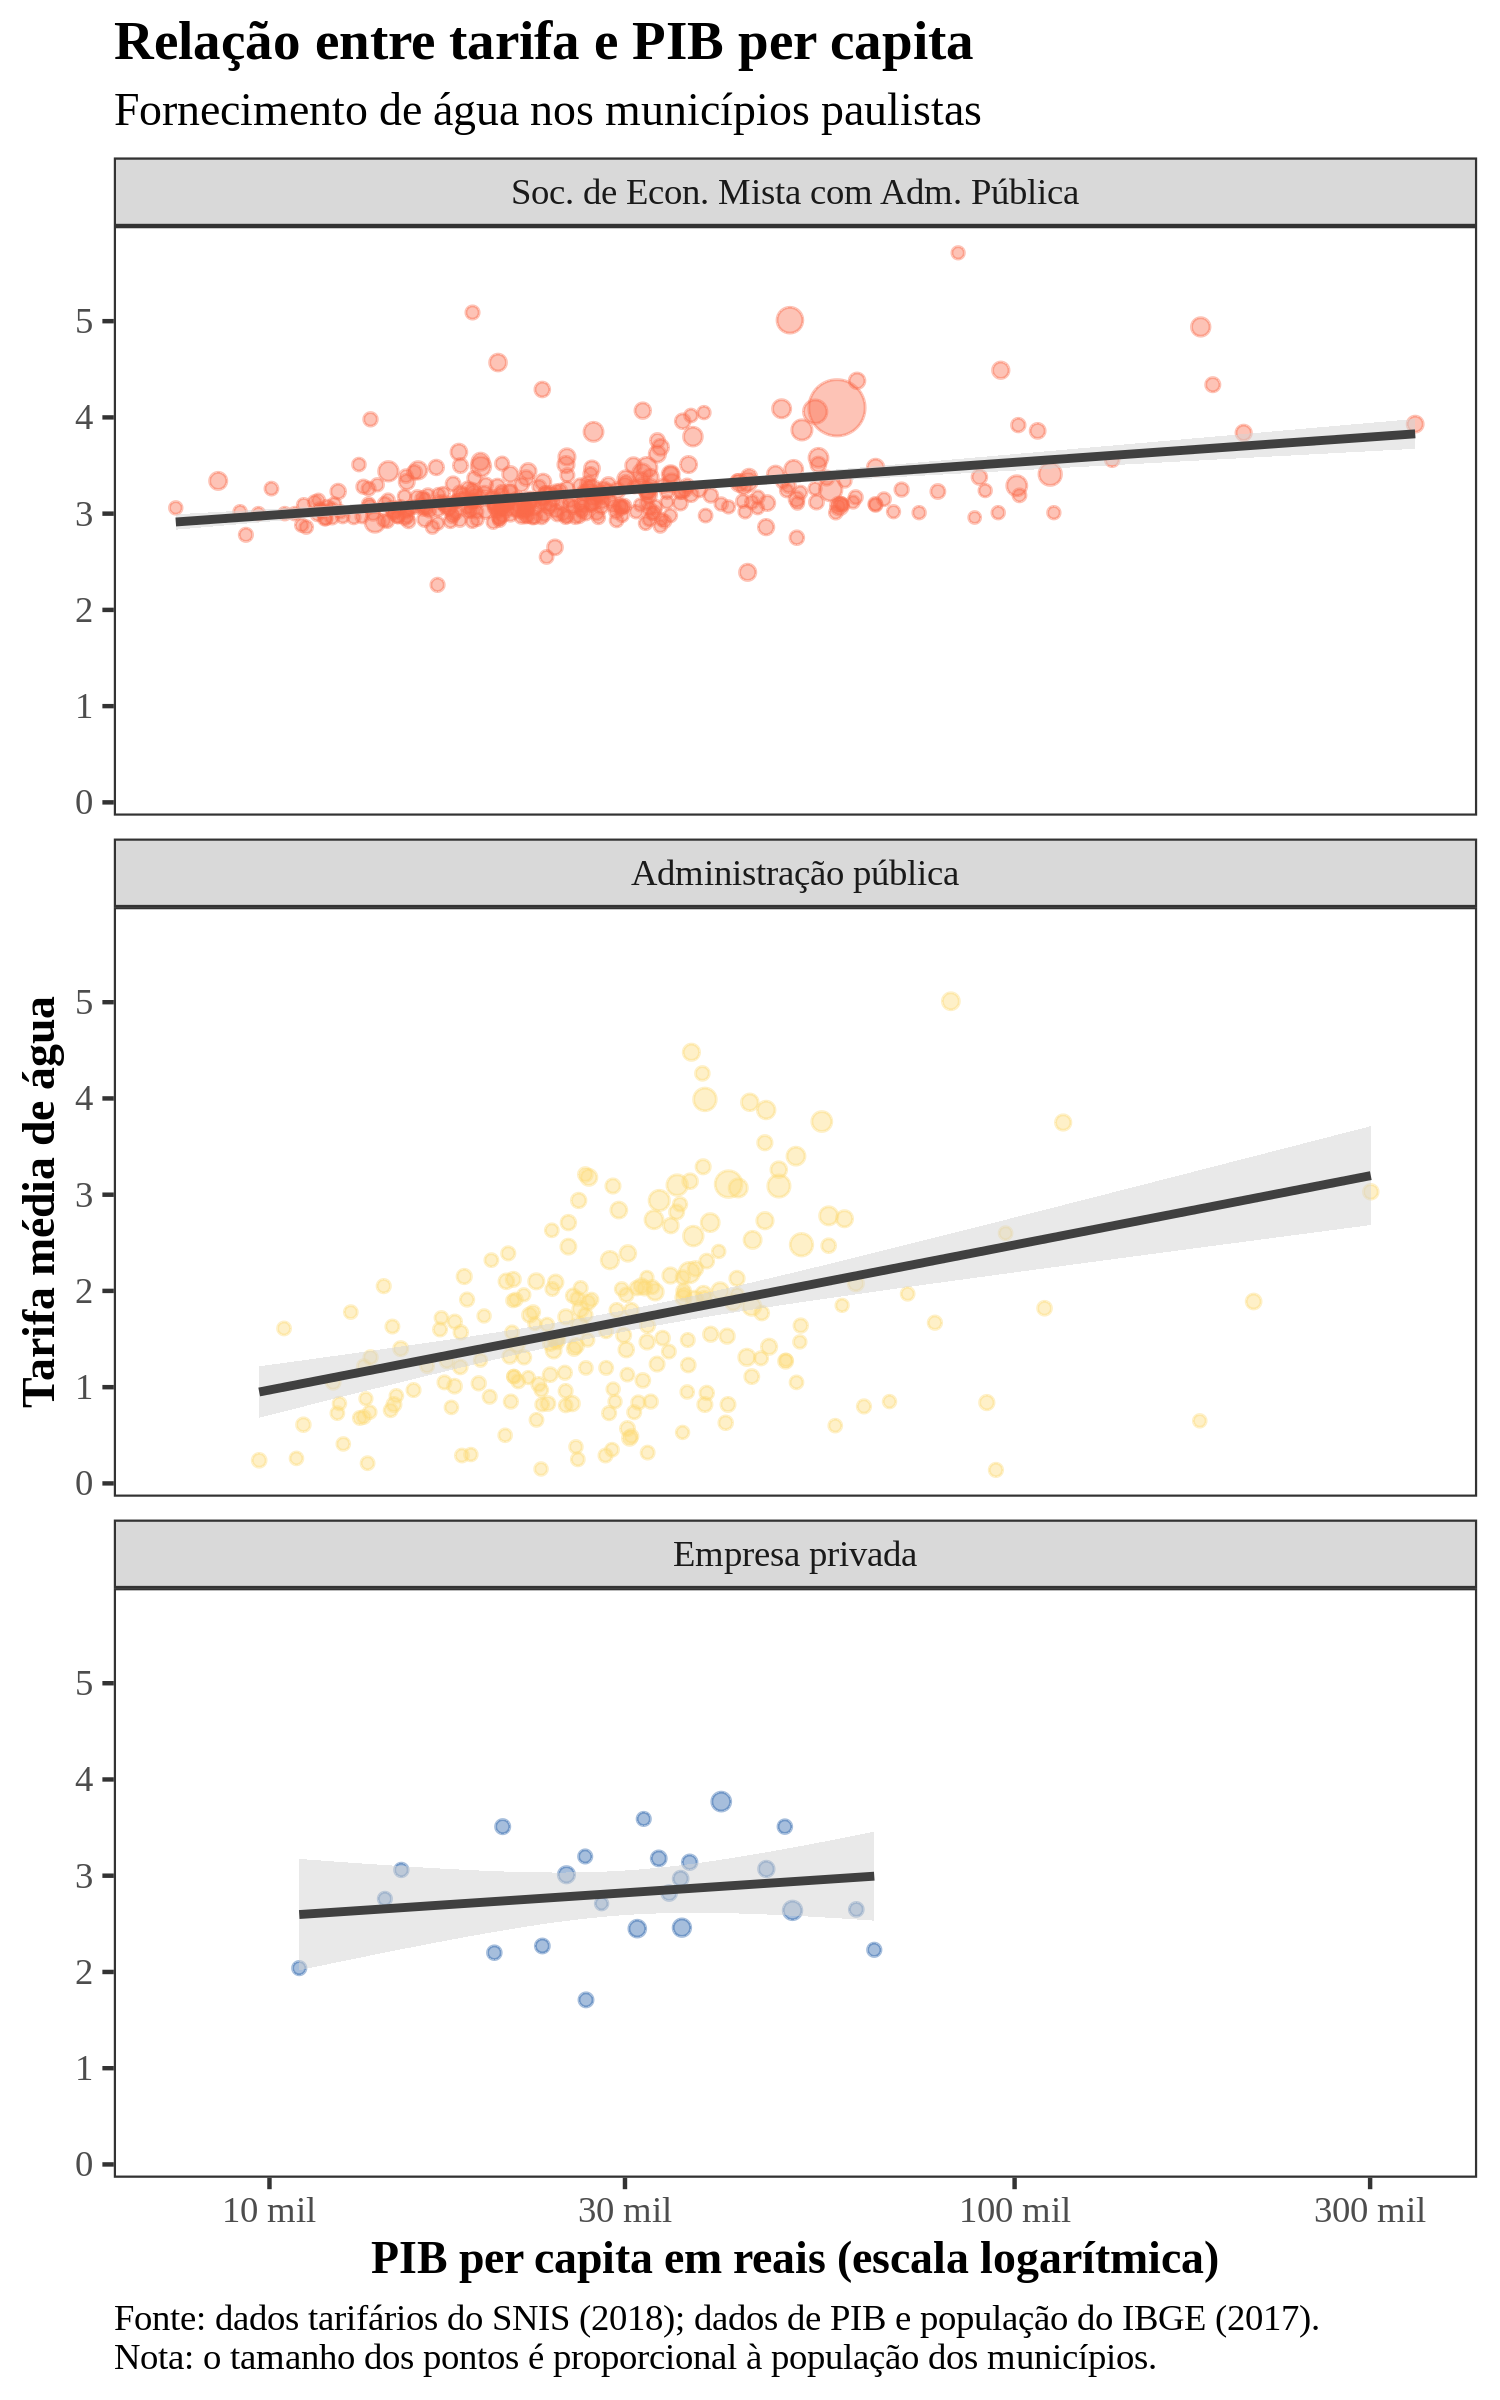 Relação entre tarifa e PIB per capita
Fornecimento de água nos municípios paulistas
Soc. de Econ. Mista com Adm. Pública
5
4
3
2
1
0
Administração pública
Tarifa média de água
5
4
3
2
1
0
Empresa privada
5
4
3
2
1
0
10 mil
30 mil
100 mil
300 mil
PIB per capita em reais (escala logarítmica)
Fonte: dados tarifários do SNIS (2018); dados de PIB e população do IBGE (2017).
Nota: o tamanho dos pontos é proporcional à população dos municípios.